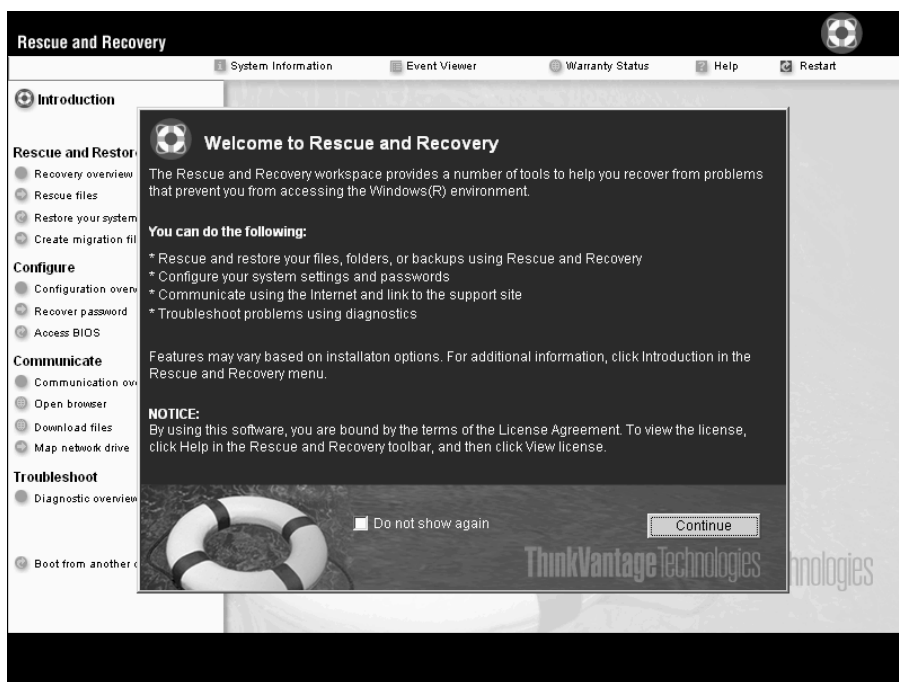 Rescue and Recovery
System Information Event Viewer Warranty Status Help Restart
Introduction
Rescue and Restor
Recovery overview
Rescue files
Restore your system
Create migration fil
Configure
Configuration overv
Recover password
Access BIOS
Communicate
Communication ov
Open browser
Download files
Map network drive
Troubleshoot
Diagnostic overview
Boot from another
Welcome to Rescue and Recovery
The Rescue and Recovery workspace provides a number of tools to help you recover from problems
that prevent you from accessing the Windows(R) environment.
You can do the following:
* Rescue and restore your files, folders, or backups using Rescue and Recovery
* Configure your system settings and passwords
* Communicate using the Internet and link to the support site
* Troubleshoot problems using diagnostics
Features may vary based on installaton options. For additional information, click Introduction in the
Rescue and Recovery menu.
NOTICE:
By using this software, you are bound by the terms of the License Agreement. To view the license,
click Help in the Rescue and Recovery toolbar, and then click View license.
Do not show again
Continue
ThinkVantage Technologies
hnologies